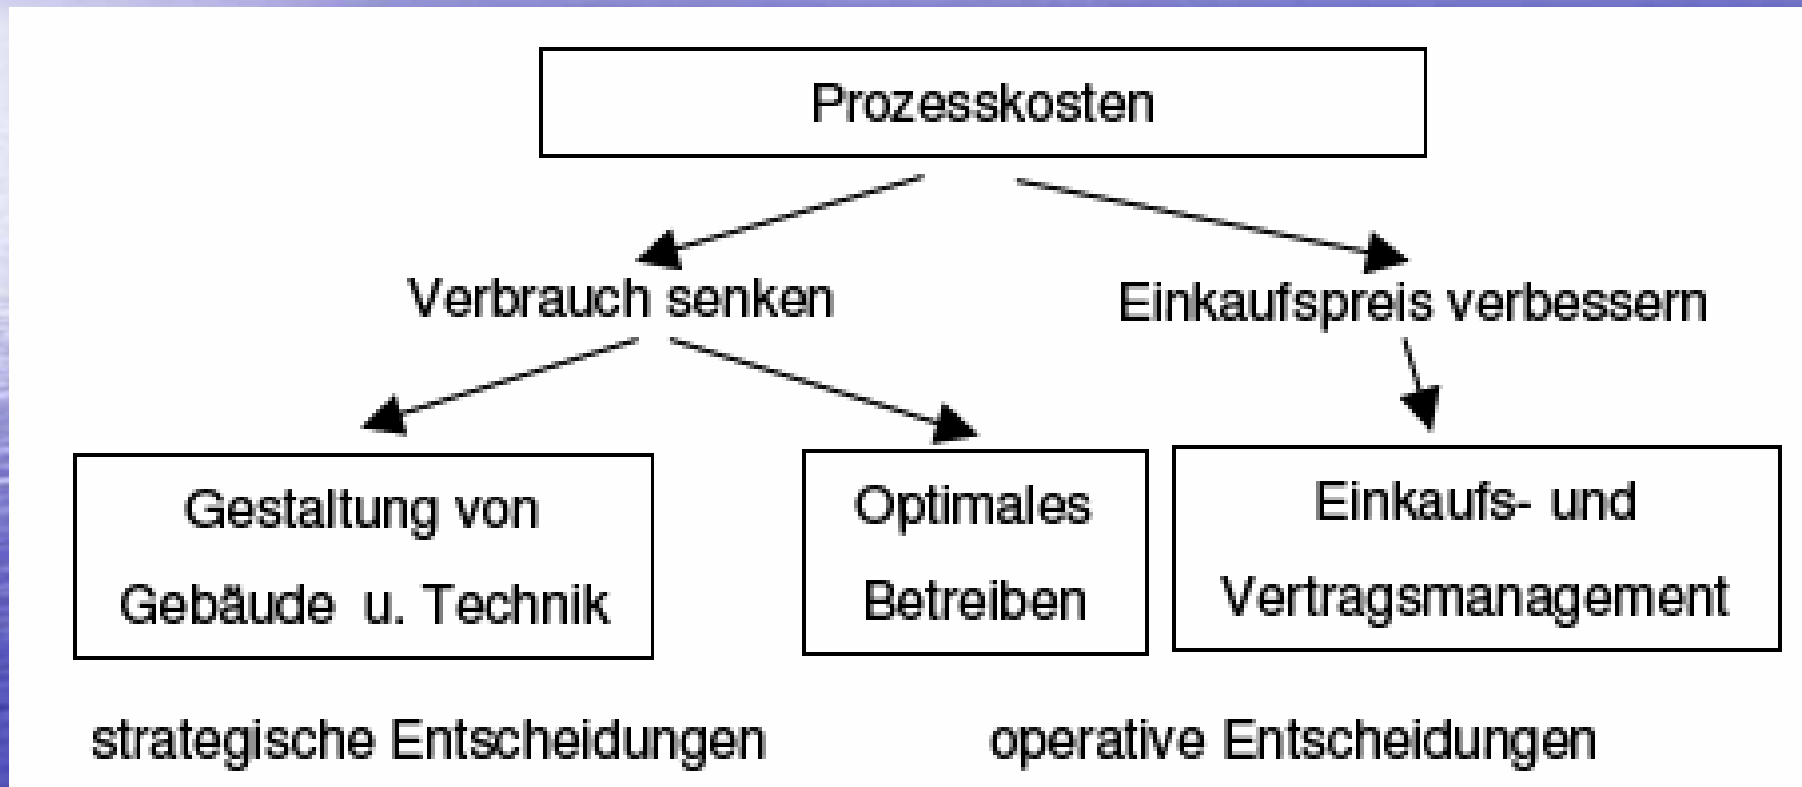 Prozesskosten
Verbrauch senken
Einkaufspreis verbessern
Gestaltung von
Gebäude u. Technik
Optimales
Betreiben
Einkaufs- und
Vertragsmanagement
strategische Entscheidungen
operative Entscheidungen